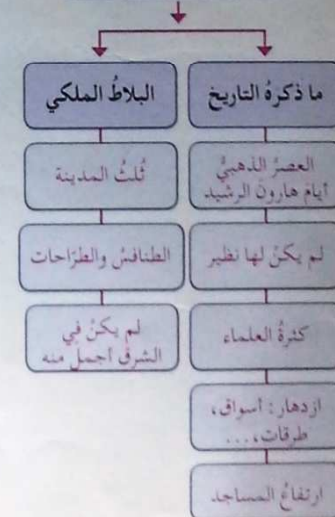 ما ذكرهُ التاريخ
العصرُ الذهبيُّ
أيامَ هارونَ الرشيد
لم يكنْ لها نظير
كثرةُ العلماء
ازدهار: أسواق،
طرقات،...
ارتفاعُ المساجد
البلاطُ الملكي
ثُلثُ المدينة
الطنافسُ والطرّاحات
لم يكنْ في
الشرق أجمل منه